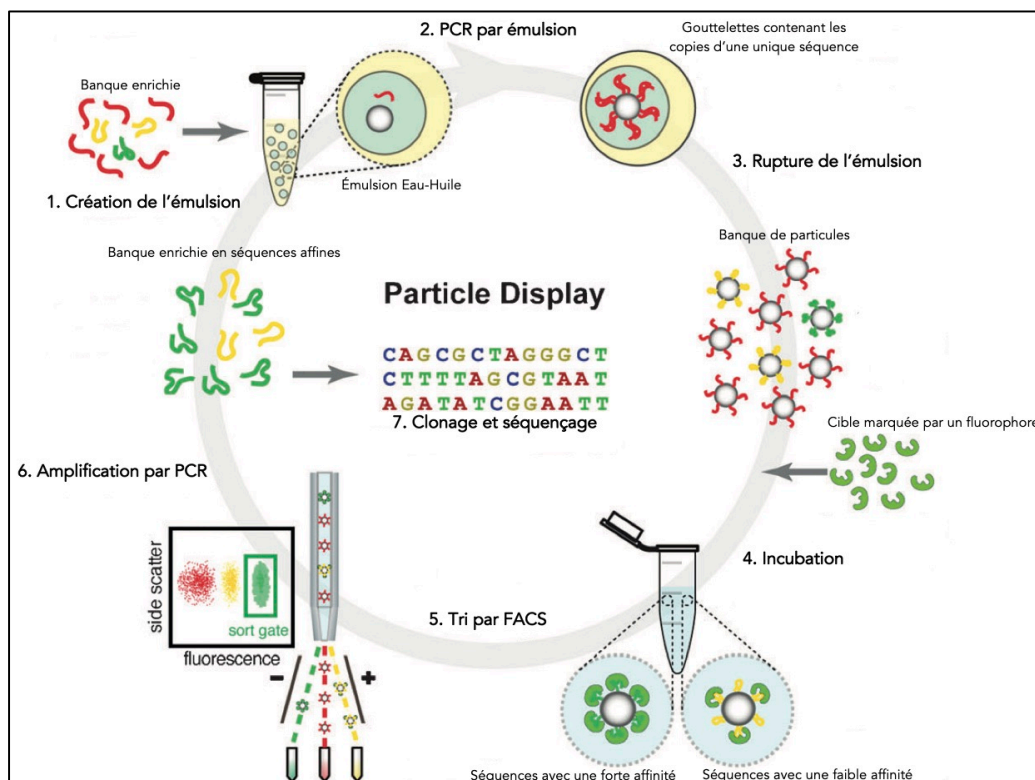 2. PCR par émulsion
Gouttelettes contenant les
copies d'une unique séquence
Banque enrichie
Émulsion Eau-Huile
1. Création de l'émulsion
3. Rupture de l'émulsion
Banque enrichie en séquences affines
Banque de particules
Particle Display
CAGCGCTAGGGCT
CTTTTAGCGTAAT
AGATATCGGAATT
7. Clonage et séquençage
Cible marquée par un fluorophore
6. Amplification par PCR
4. Incubation
5. Tri par FACS
side scatter
sort gate
fluorescence
- +
Séquences avec une forte affinité
Séquences avec une faible affinité